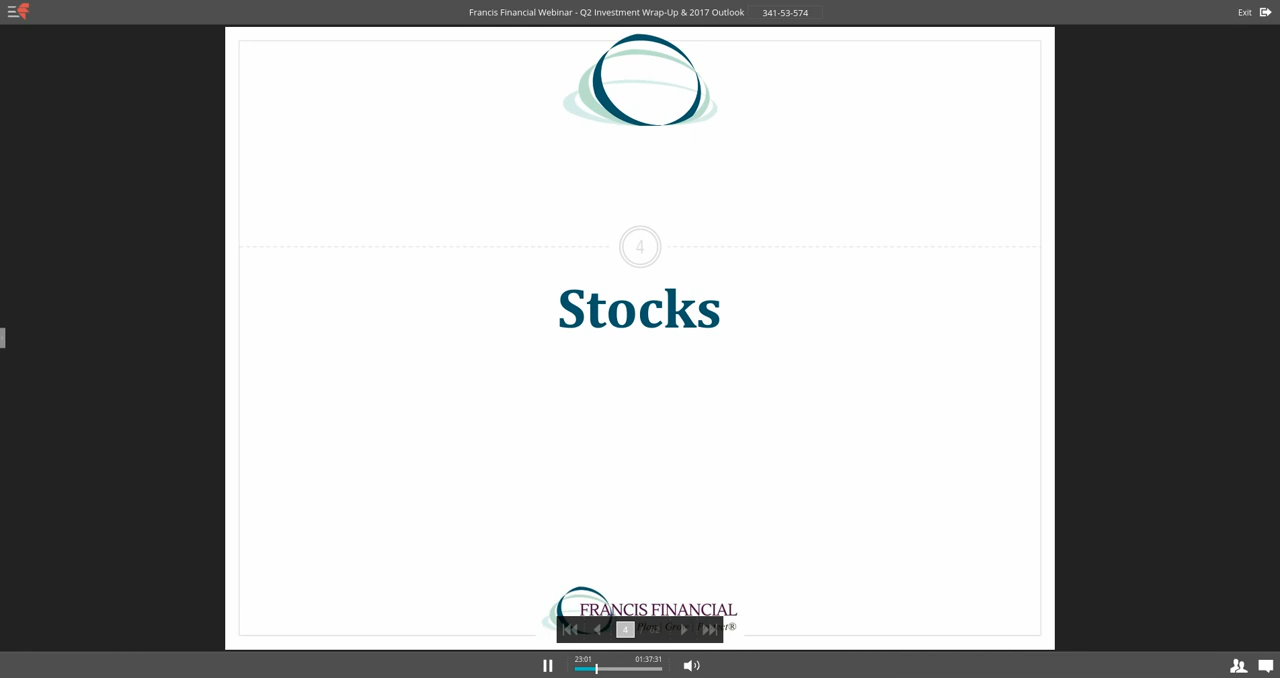 Francis Financial Webinar - Q2 Investment Wrap-Up & 2017 Outlook 341-53-574 Exit
4
Stocks
FRANCIS FINANCIAL
4
23:01 01:37:31